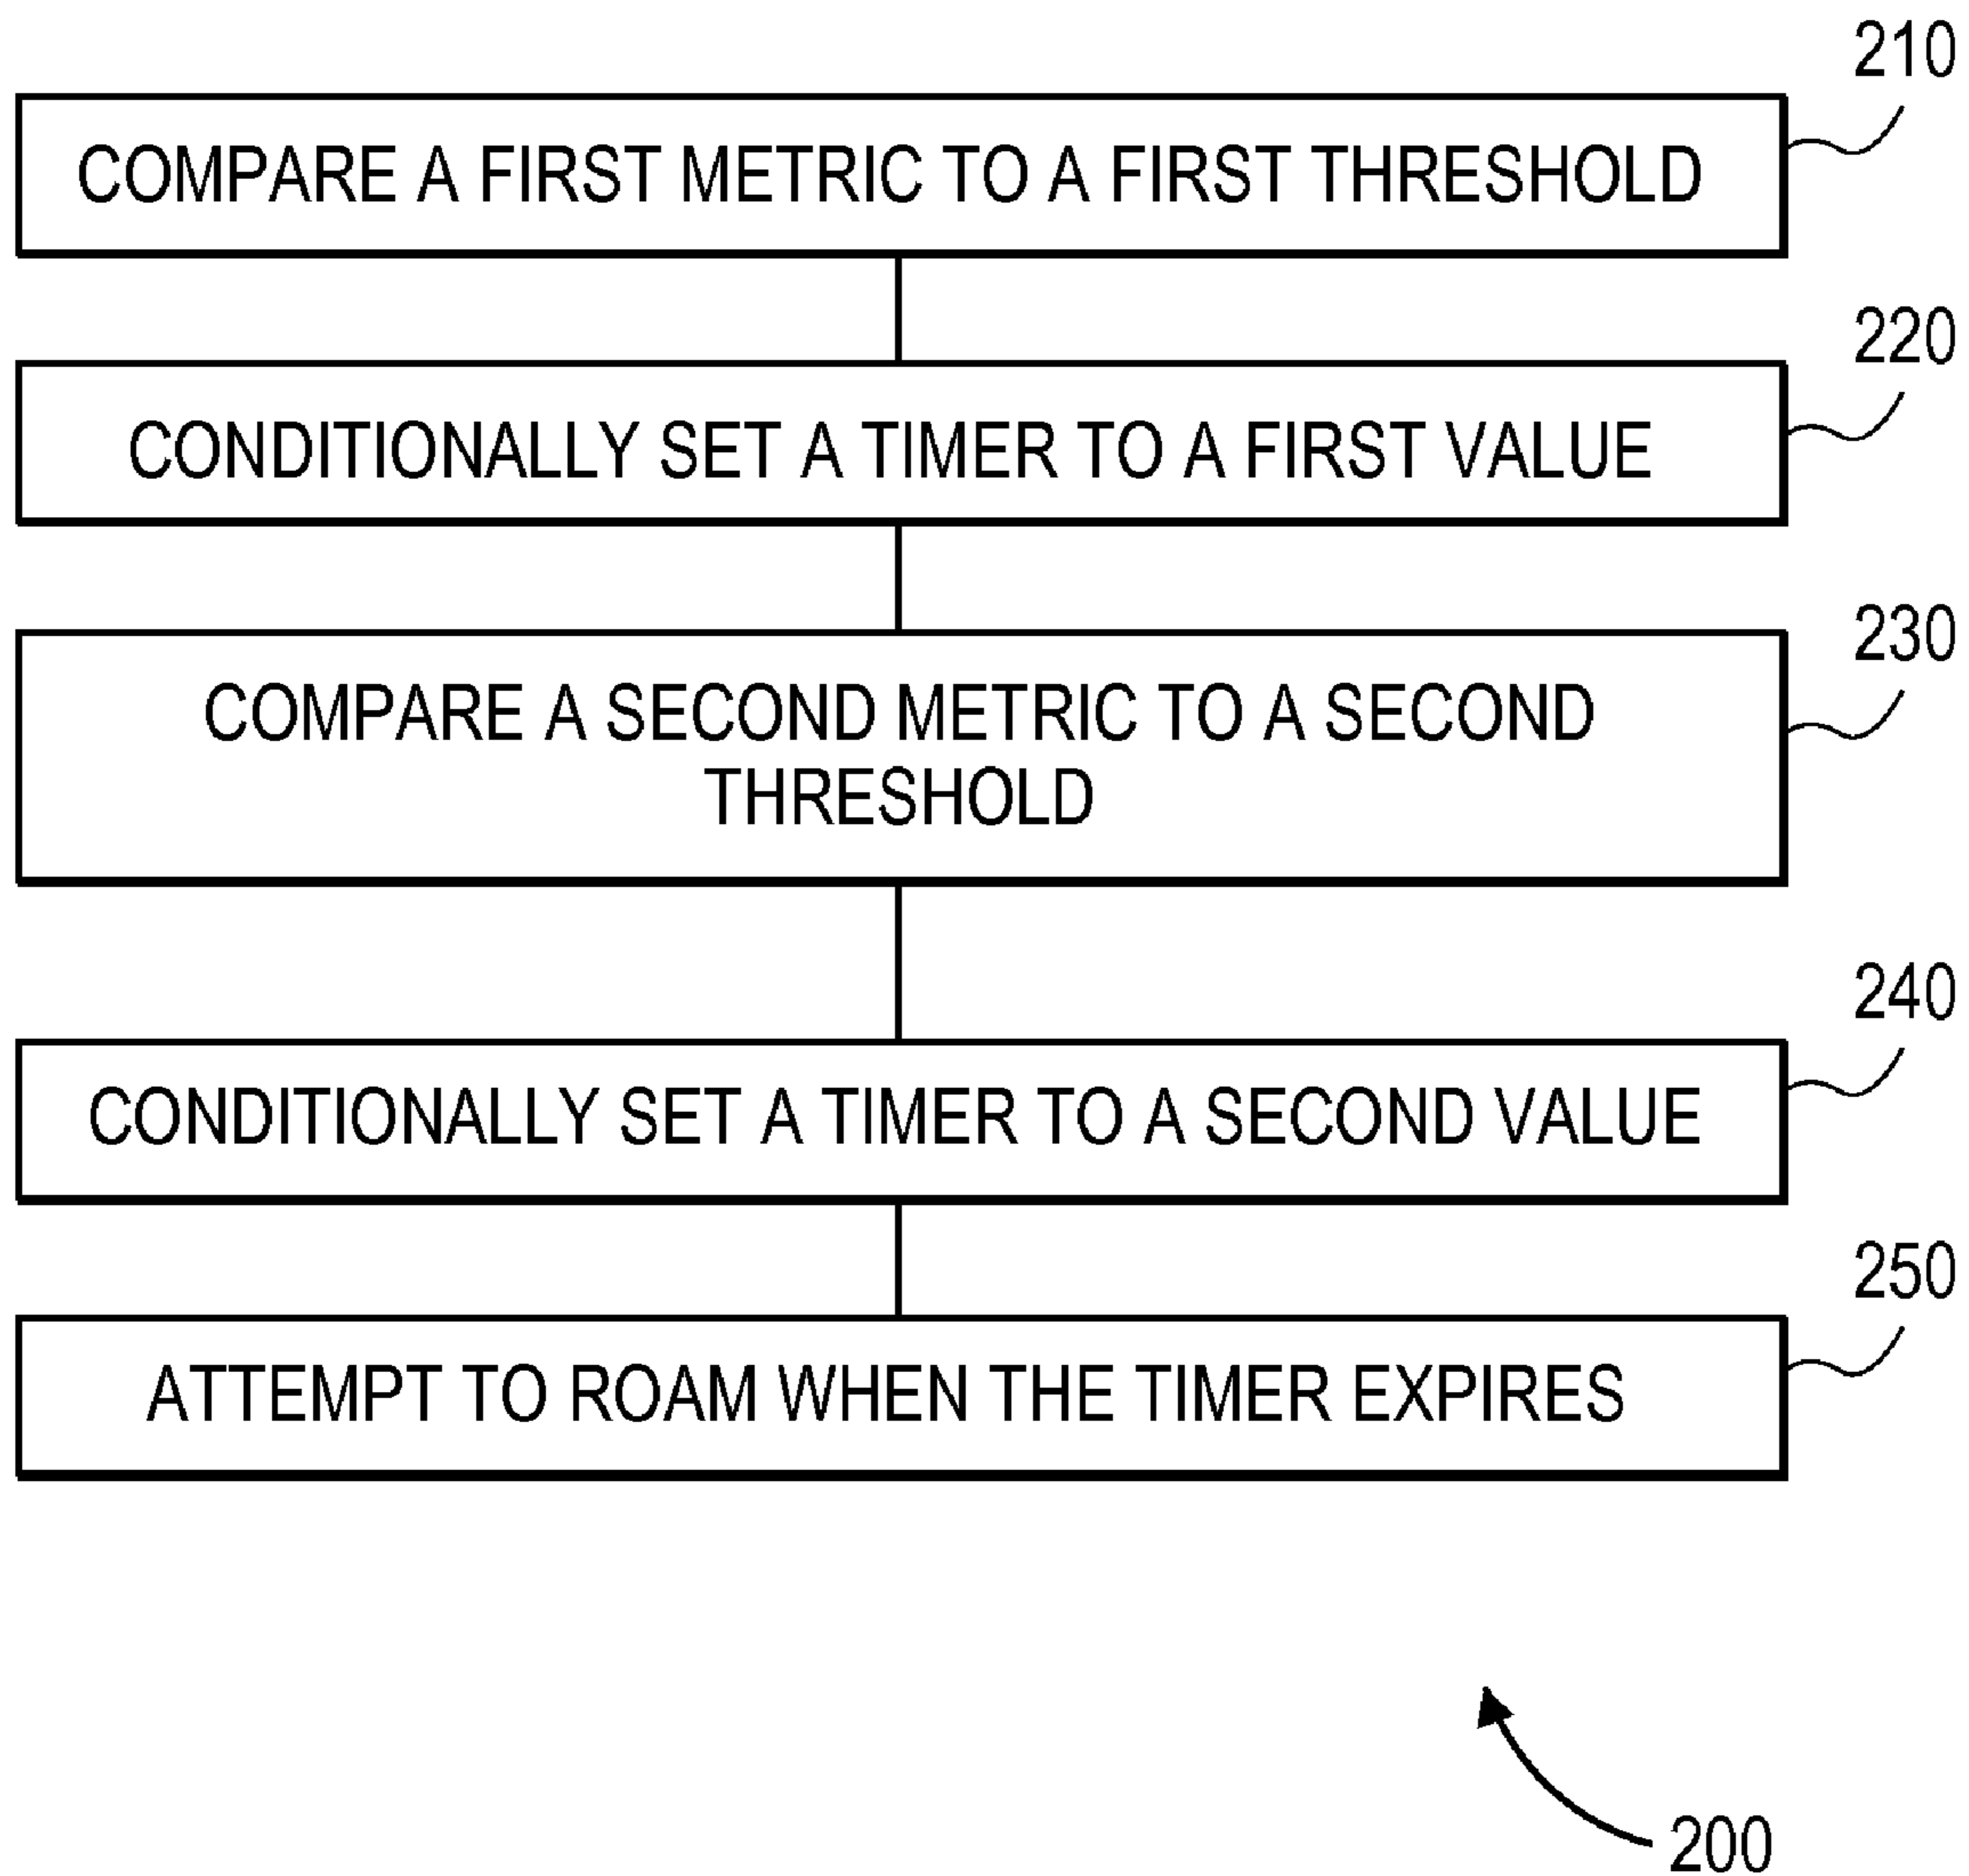 210
COMPARE A FIRST METRIC TO A FIRST THRESHOLD
220
CONDITIONALLY SET A TIMER TO A FIRST VALUE
230
COMPARE A SECOND METRIC TO A SECOND
THRESHOLD
240
CONDITIONALLY SET A TIMER TO A SECOND VALUE
250
ATTEMPT TO ROAM WHEN THE TIMER EXPIRES
200